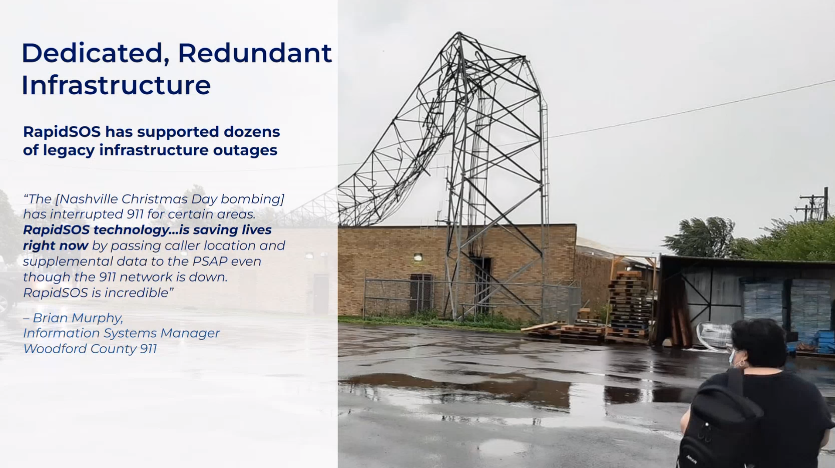 Dedicated, Redundant
Infrastructure
RapidSOS has supported dozens
of legacy infrastructure outages
“The [Nashville Christmas Day bombing]
has interrupted 911 for certain areas.
RapidSOS technology...is saving lives
right now by passing caller location and
supplemental data to the PSAP even
though the 911 network is down.
RapidSOS is incredible”
– Brian Murphy,
Information Systems Manager
Woodford County 911